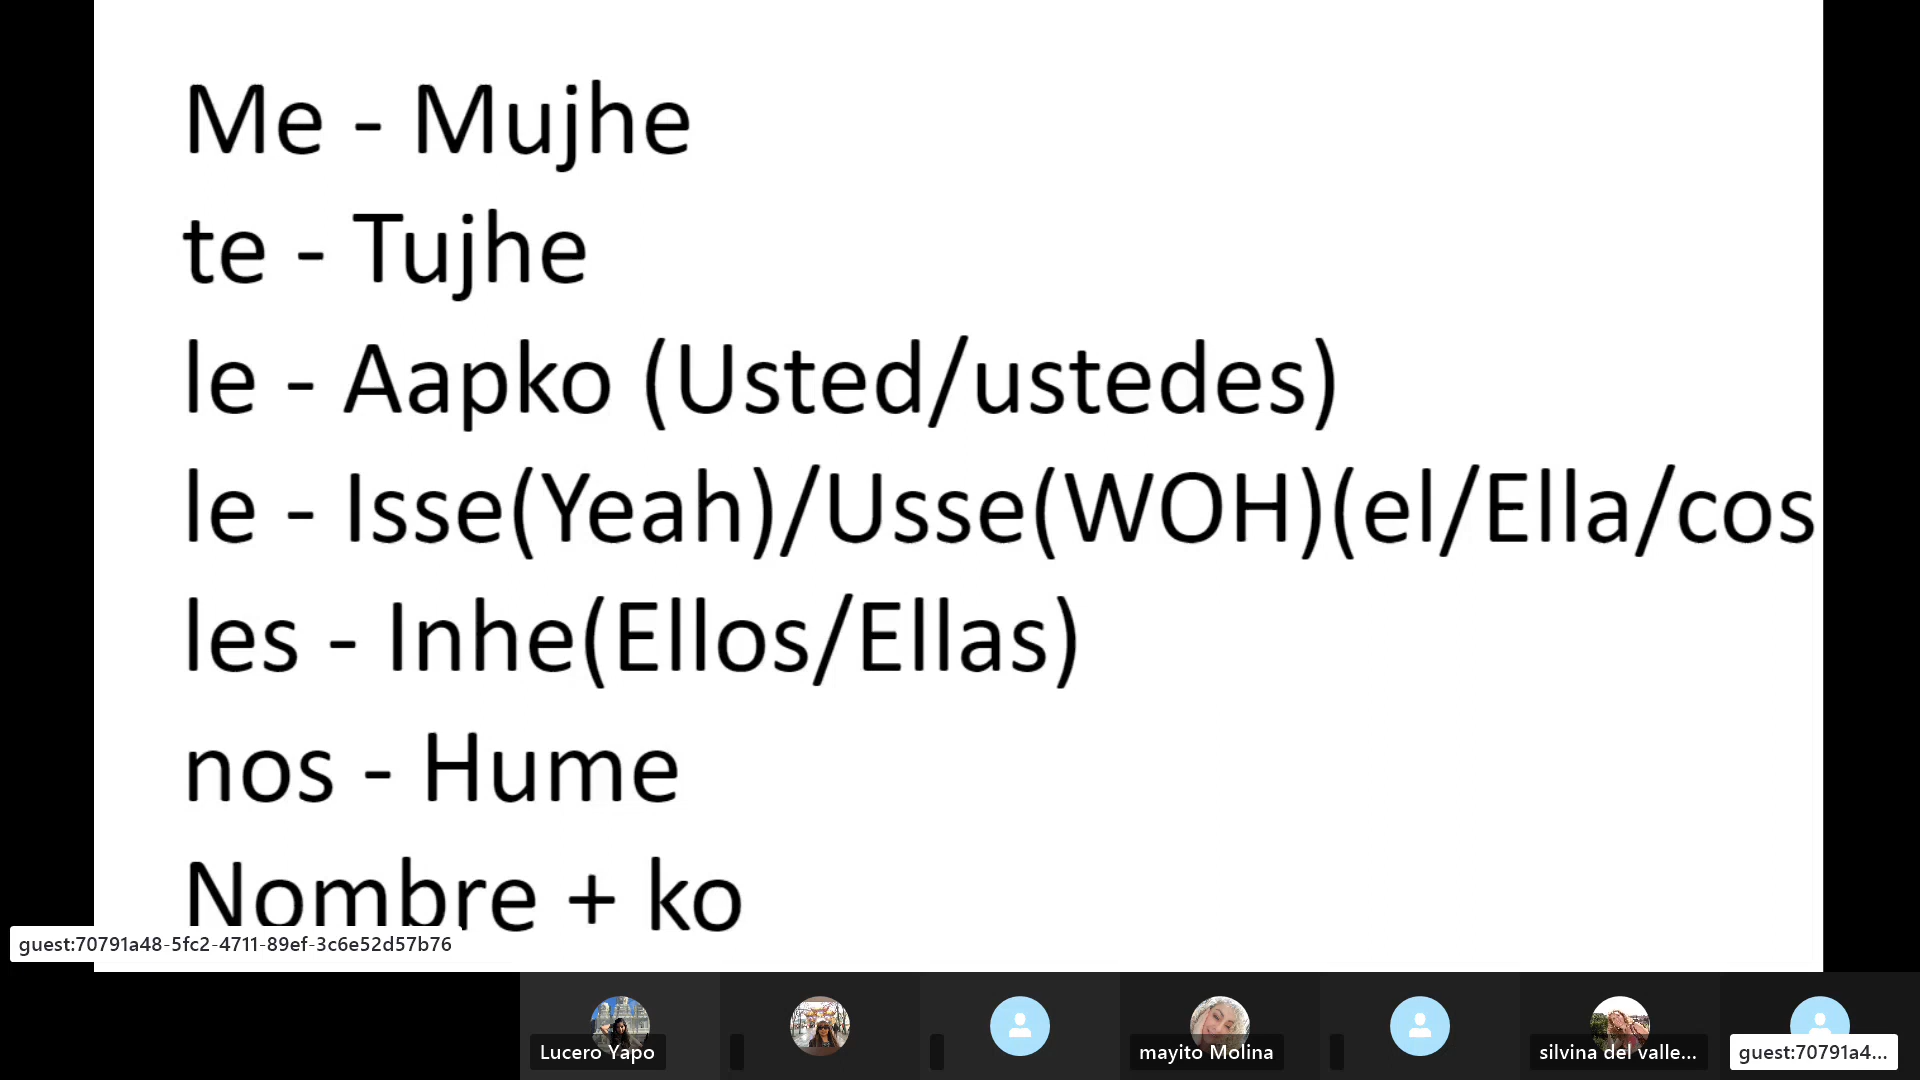 Me - Mujhe
te - Tujhe
le - Aapko (Usted/ustedes)
le - Isse(Yeah)/Usse(WOH)(el/Ella/cos
les - Inhe(Ellos/Ellas)
nos - Hume
Nombre + ko
guest:70791a48-5fc2-4711-89ef-3c6e52d57b76
Lucero Yapo
mayito Molina
silvina del valle...
guest:70791a4...